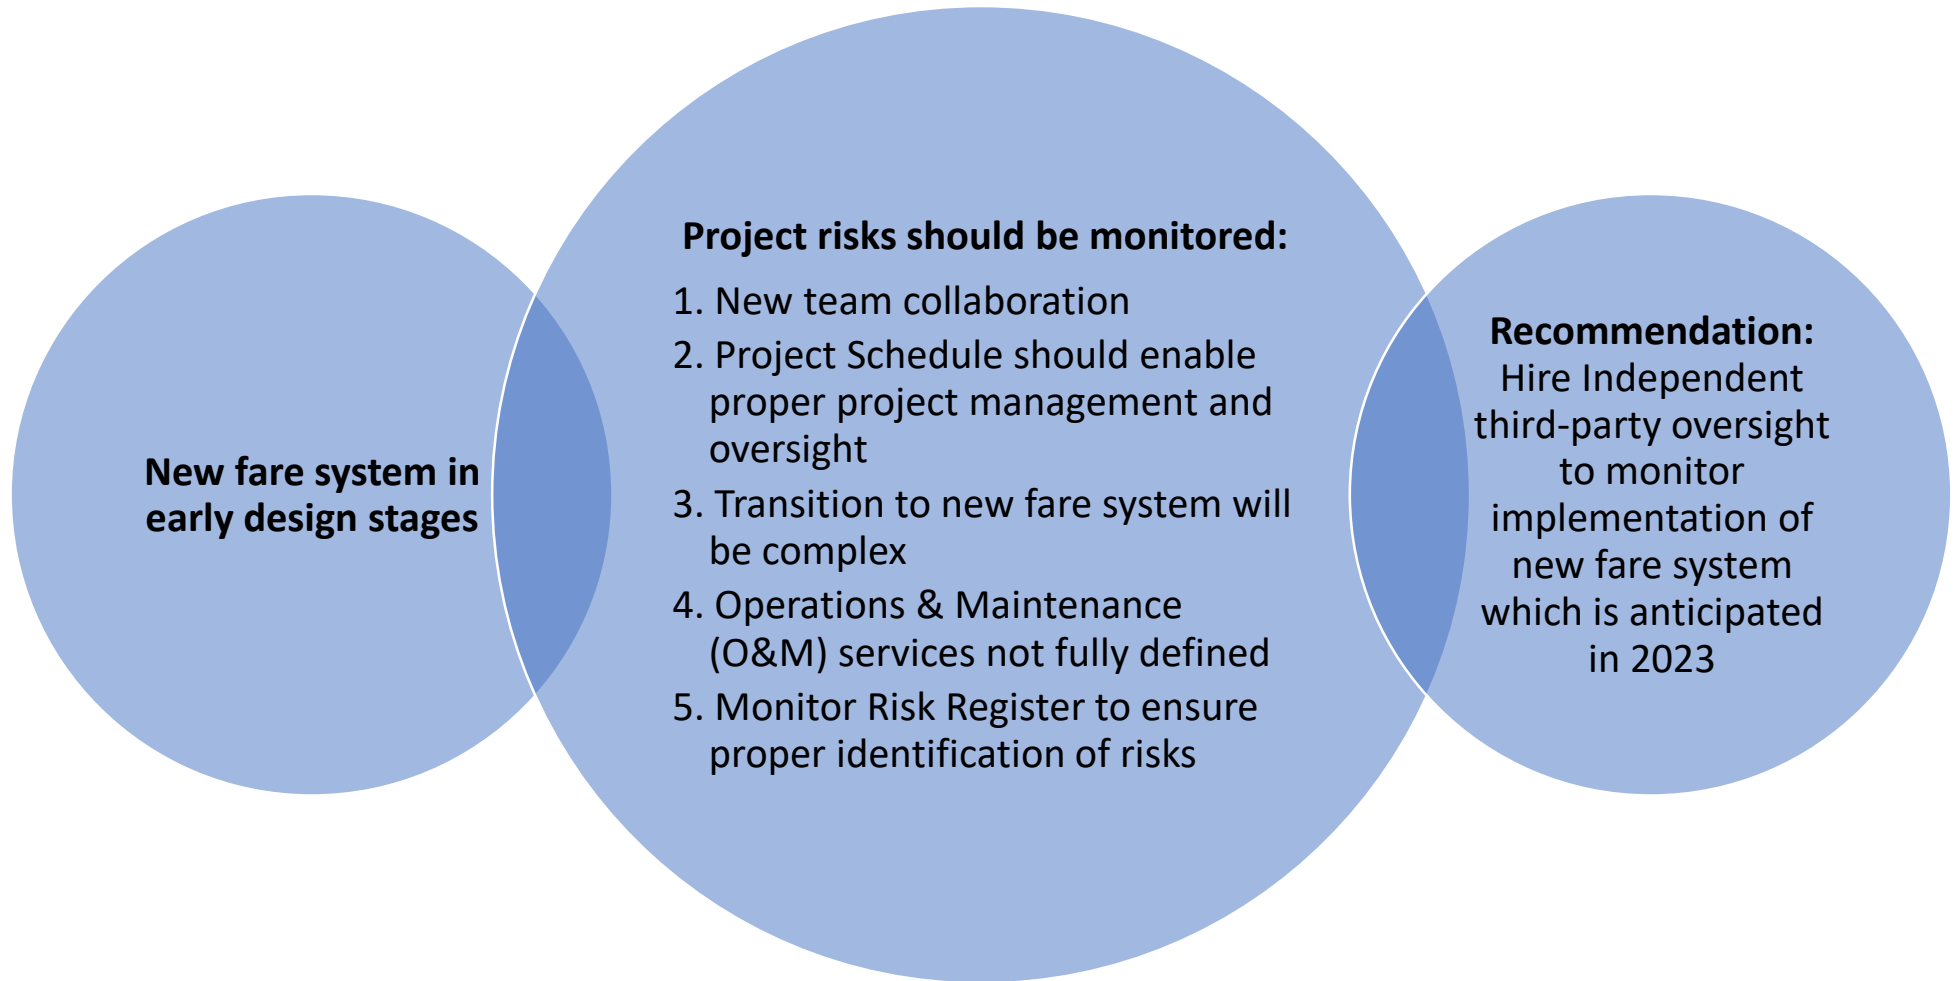 New fare system in
early design stages
Project risks should be monitored:
1. New team collaboration
2. Project Schedule should enable
proper project management and
oversight
3. Transition to new fare system will
be complex
4. Operations & Maintenance
(O&M) services not fully defined
5. Monitor Risk Register to ensure
proper identification of risks
Recommendation:
Hire Independent
third-party oversight
to monitor
implementation of
new fare system
which is anticipated
in 2023